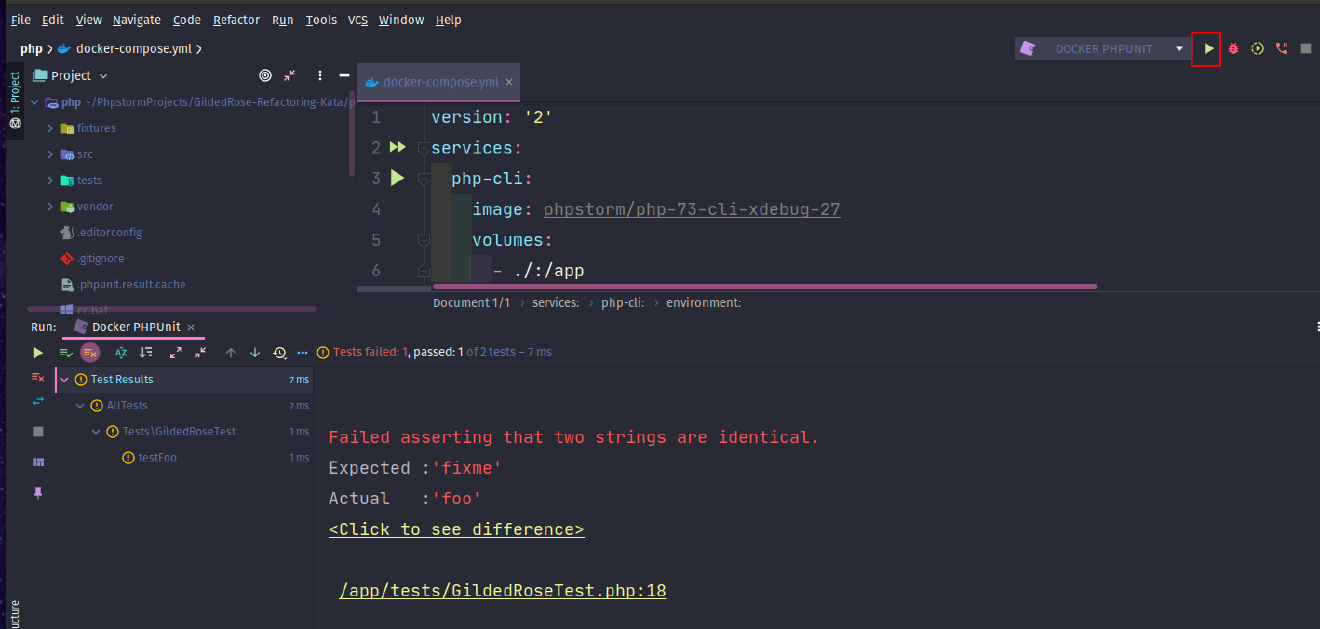 File Edit View Navigate Code Refactor Run Tools VCS Window Help
php docker-compose.yml
DOCKER PHPUNIT
1: Project
Project
docker-compose.yml
php ~/PhpstormProjects/GildedRose-Refactoring-Kata/p
fixtures
src
tests
vendor
.editorconfig
.gitignore
.phpunit.result.cache
cc.bat
1 version: '2'
2 services:
3 php-cli:
4 image: phpstorm/php-73-cli-xdebug-27
5 volumes:
6 - ./:/app
Document 1/1 services: php-cli: environment:
Run: Docker PHPUnit
Tests failed: 1, passed: 1 of 2 tests – 7 ms
Test Results 7 ms
AllTests 7 ms
Tests\GildedRoseTest 1 ms
testFoo 1 ms
Failed asserting that two strings are identical.
Expected :'fixme'
Actual :'foo'
<Click to see difference>
/app/tests/GildedRoseTest.php:18
ucture